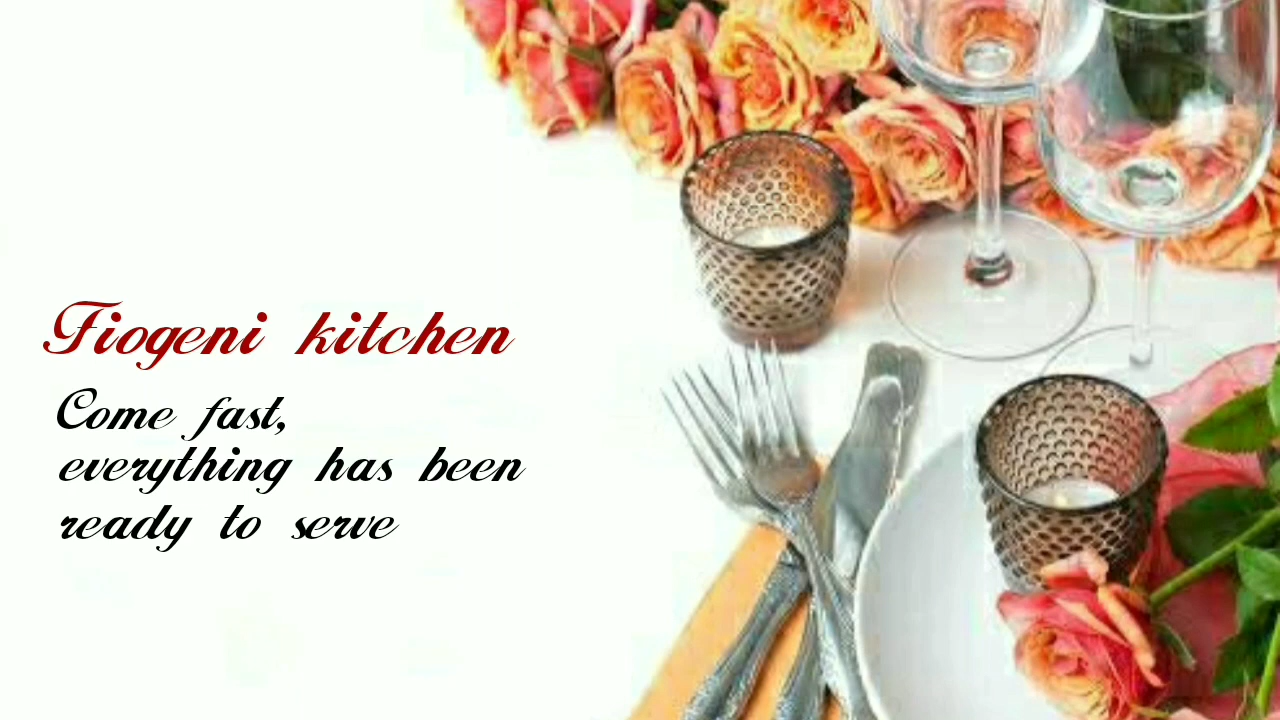 Fiogeni kitchen
Come fast,
everything has been
ready to serve